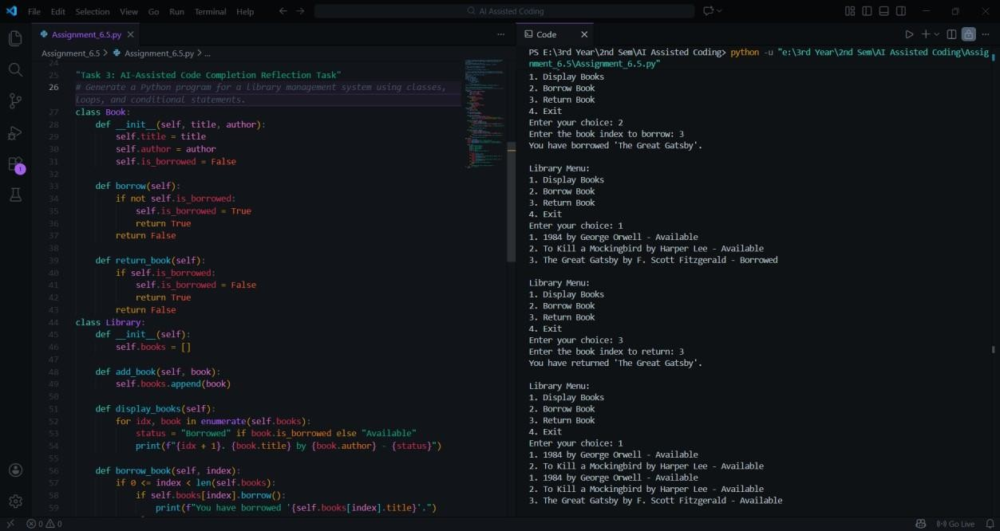 File Edit Selection View Go Run Terminal Help
AI Assisted Coding
Assignment_6.5.py
Assignment_6.5 > Assignment_6.5.py > ...
24
25 "Task 3: AI-Assisted Code Completion Reflection Task"
26 # Generate a Python program for a library management system using classes,
loops, and conditional statements.
27 class Book:
28 def __init__(self, title, author):
29 self.title = title
30 self.author = author
31 self.is_borrowed = False
32
33 def borrow(self):
34 if not self.is_borrowed:
35 self.is_borrowed = True
36 return True
37 return False
38
39 def return_book(self):
40 if self.is_borrowed:
41 self.is_borrowed = False
42 return True
43 return False
44 class Library:
45 def __init__(self):
46 self.books = []
47
48 def add_book(self, book):
49 self.books.append(book)
50
51 def display_books(self):
52 for idx, book in enumerate(self.books):
53 status = "Borrowed" if book.is_borrowed else "Available"
54 print(f"{idx + 1}. {book.title} by {book.author} - {status}")
55
56 def borrow_book(self, index):
57 if 0 <= index < len(self.books):
58 if self.books[index].borrow():
59 print(f"You have borrowed '{self.books[index].title}'.")
Code
PS E:\3rd Year\2nd Sem\AI Assisted Coding> python -u "e:\3rd Year\2nd Sem\AI Assisted Coding\Assig
nment_6.5\Assignment_6.5.py"
1. Display Books
2. Borrow Book
3. Return Book
4. Exit
Enter your choice: 2
Enter the book index to borrow: 3
You have borrowed 'The Great Gatsby'.
Library Menu:
1. Display Books
2. Borrow Book
3. Return Book
4. Exit
Enter your choice: 1
1. 1984 by George Orwell - Available
2. To Kill a Mockingbird by Harper Lee - Available
3. The Great Gatsby by F. Scott Fitzgerald - Borrowed
Library Menu:
1. Display Books
2. Borrow Book
3. Return Book
4. Exit
Enter your choice: 3
Enter the book index to return: 3
You have returned 'The Great Gatsby'.
Library Menu:
1. Display Books
2. Borrow Book
3. Return Book
4. Exit
Enter your choice: 1
1. 1984 by George Orwell - Available
2. To Kill a Mockingbird by Harper Lee - Available
1. 1984 by George Orwell - Available
2. To Kill a Mockingbird by Harper Lee - Available
3. The Great Gatsby by F. Scott Fitzgerald - Available
1
0 0
Go Live